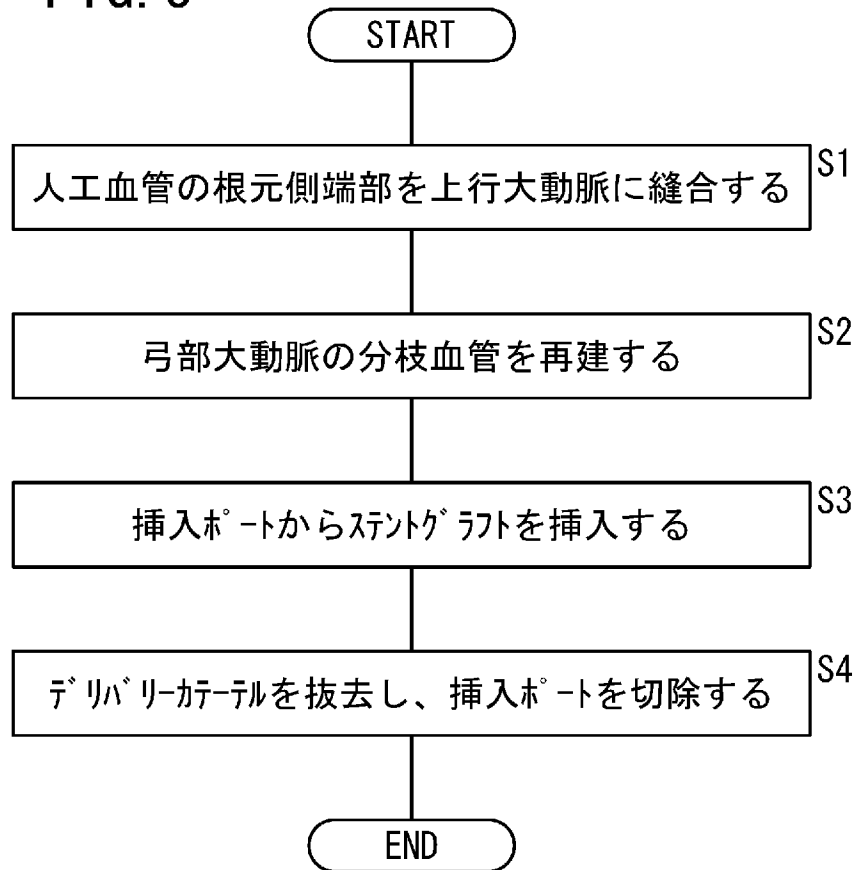 START
S1
人工血管の根元側端部を上行大動脈に縫合する
S2
弓部大動脈の分枝血管を再建する
S3
挿入ﾎﾟｰﾄからｽﾃﾝﾄｸﾞﾗﾌﾄを挿入する
S4
ﾃﾞﾘﾊﾞﾘｰｶﾃｰﾃﾙを抜去し、挿入ﾎﾟｰﾄを切除する
END